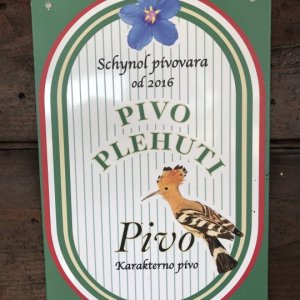 Schynol pivovara
od 2016
PIVO
PLEHUTI
Pivo
Karakterno pivo